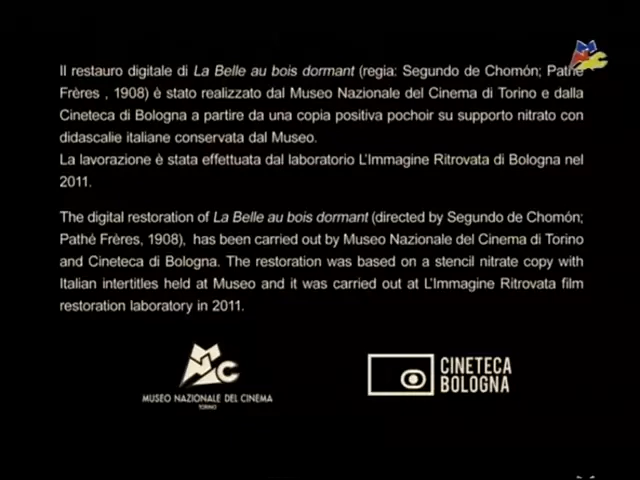 Il restauro digitale di La Belle au bois dormant (regia: Segundo de Chomón; Pathé
Frères , 1908) è stato realizzato dal Museo Nazionale del Cinema di Torino e dalla
Cineteca di Bologna a partire da una copia positiva pochoir su supporto nitrato con
didascalie italiane conservata dal Museo.
La lavorazione è stata effettuata dal laboratorio L'Immagine Ritrovata di Bologna nel
2011.
The digital restoration of La Belle au bois dormant (directed by Segundo de Chomón;
Pathé Frères, 1908), has been carried out by Museo Nazionale del Cinema di Torino
and Cineteca di Bologna. The restoration was based on a stencil nitrate copy with
Italian intertitles held at Museo and it was carried out at L'Immagine Ritrovata film
restoration laboratory in 2011.
MUSEO NAZIONALE DEL CINEMA
TORINO
CINETECA
BOLOGNA